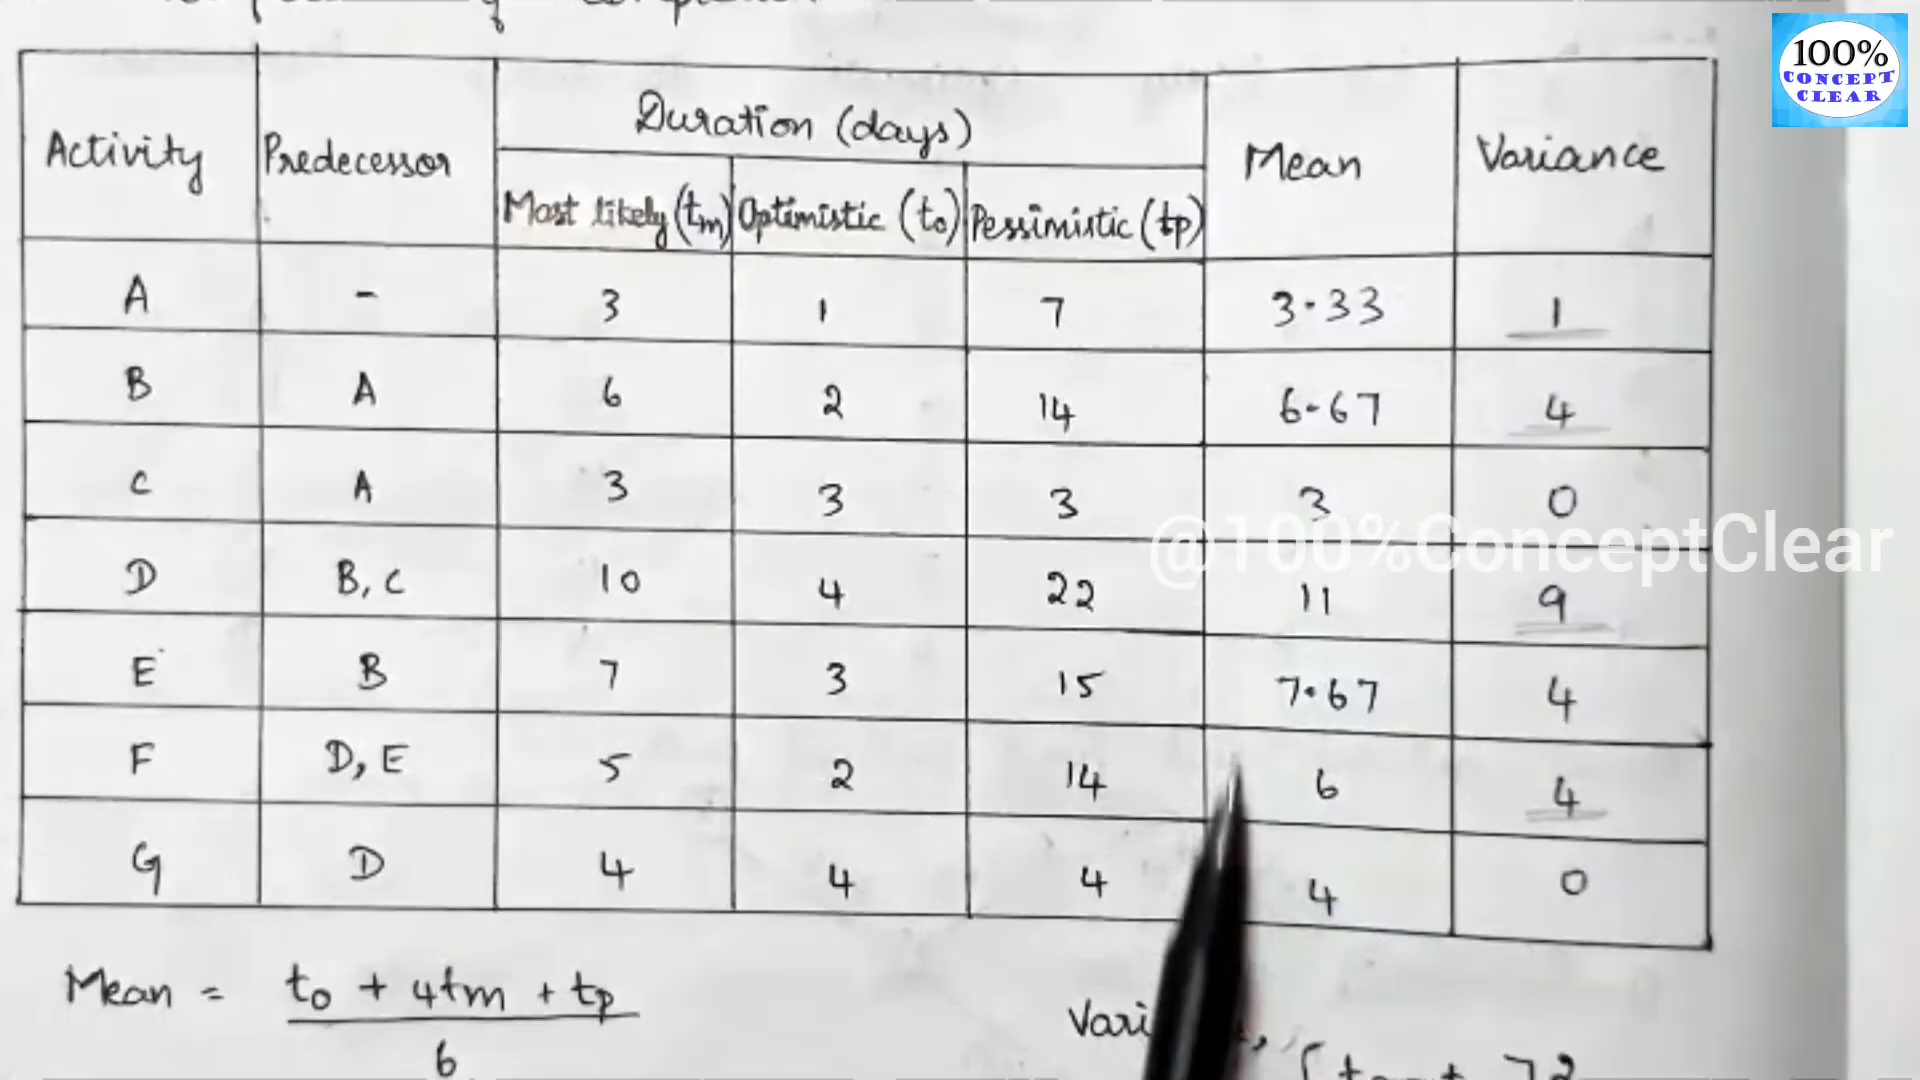 100%
CONCEPT
CLEAR
Activity Predecessor Duration (days) Mean Variance
Most likely (tm) Optimistic (to) Pessimistic (tp)
A - 3 1 7 3.33 1
B A 6 2 14 6.67 4
C A 3 3 3 3 0
@100%ConceptClear
D B, C 10 4 22 11 9
E B 7 3 15 7.67 4
F D, E 5 2 14 6 4
G D 4 4 4 4 0
Mean = to + 4tm + tp
6